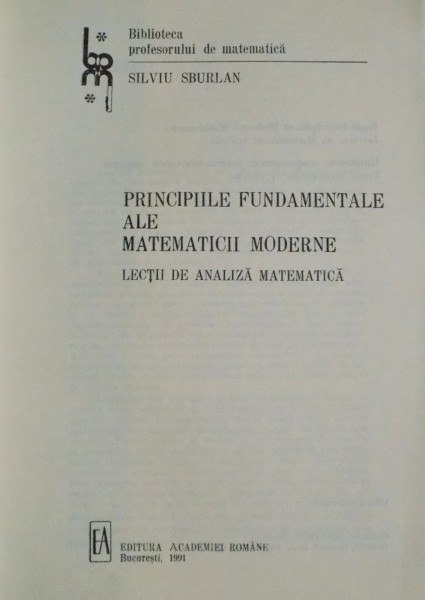 Biblioteca
profesorului de matematică
SILVIU SBURLAN
PRINCIPIILE FUNDAMENTALE
ALE
MATEMATICII MODERNE
LECȚII DE ANALIZĂ MATEMATICĂ
EA
EDITURA ACADEMIEI ROMÂNE
București, 1991